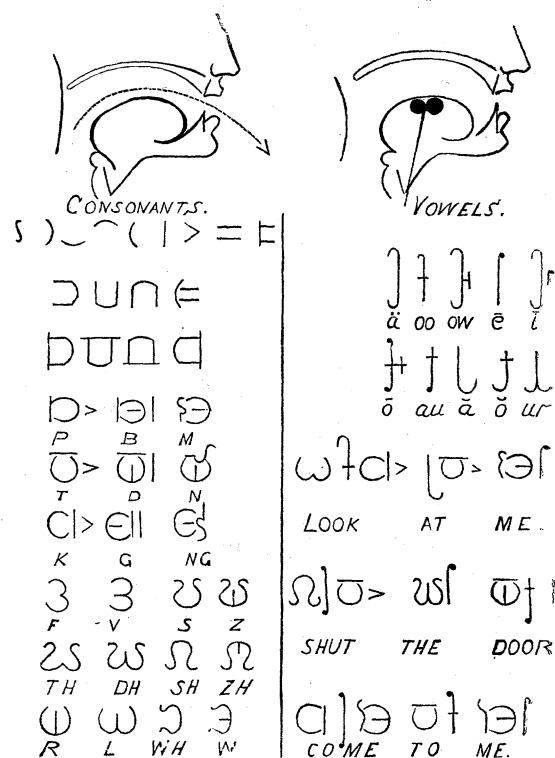 CONSONANTS.
P B M
T D N
K G NG
F V S Z
TH DH SH ZH
R L WH W
VOWELS.
ä oo ow ē ī
ō au ă ŏ ur
LOOK AT ME.
SHUT THE DOOR
COME TO ME.